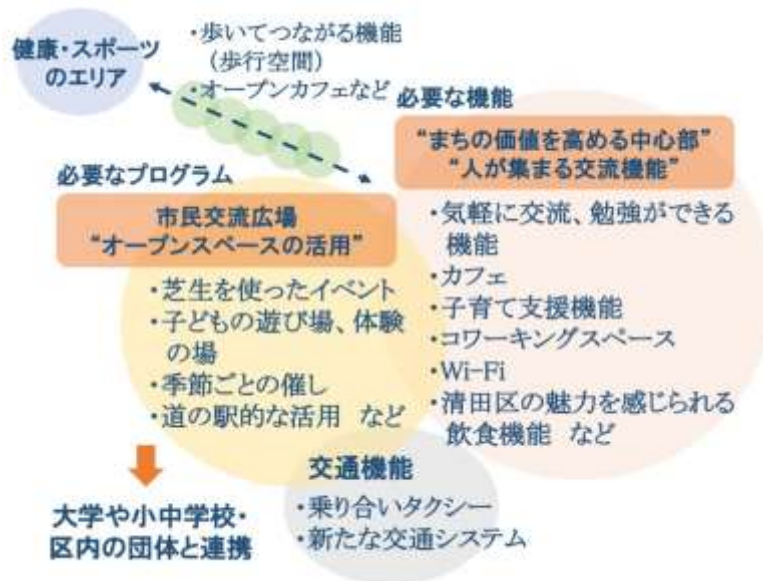 健康・スポーツ
のエリア
・歩いてつながる機能
（歩行空間）
・オープンカフェなど
必要な機能
“まちの価値を高める中心部”
“人が集まる交流機能”
・気軽に交流、勉強ができる
機能
・カフェ
・子育て支援機能
・コワーキングスペース
・Wi-Fi
・清田区の魅力を感じられる
飲食機能 など
必要なプログラム
市民交流広場
“オープンスペースの活用”
・芝生を使ったイベント
・子どもの遊び場、体験
の場
・季節ごとの催し
・道の駅的な活用 など
大学や小中学校・
区内の団体と連携
交通機能
・乗り合いタクシー
・新たな交通システム